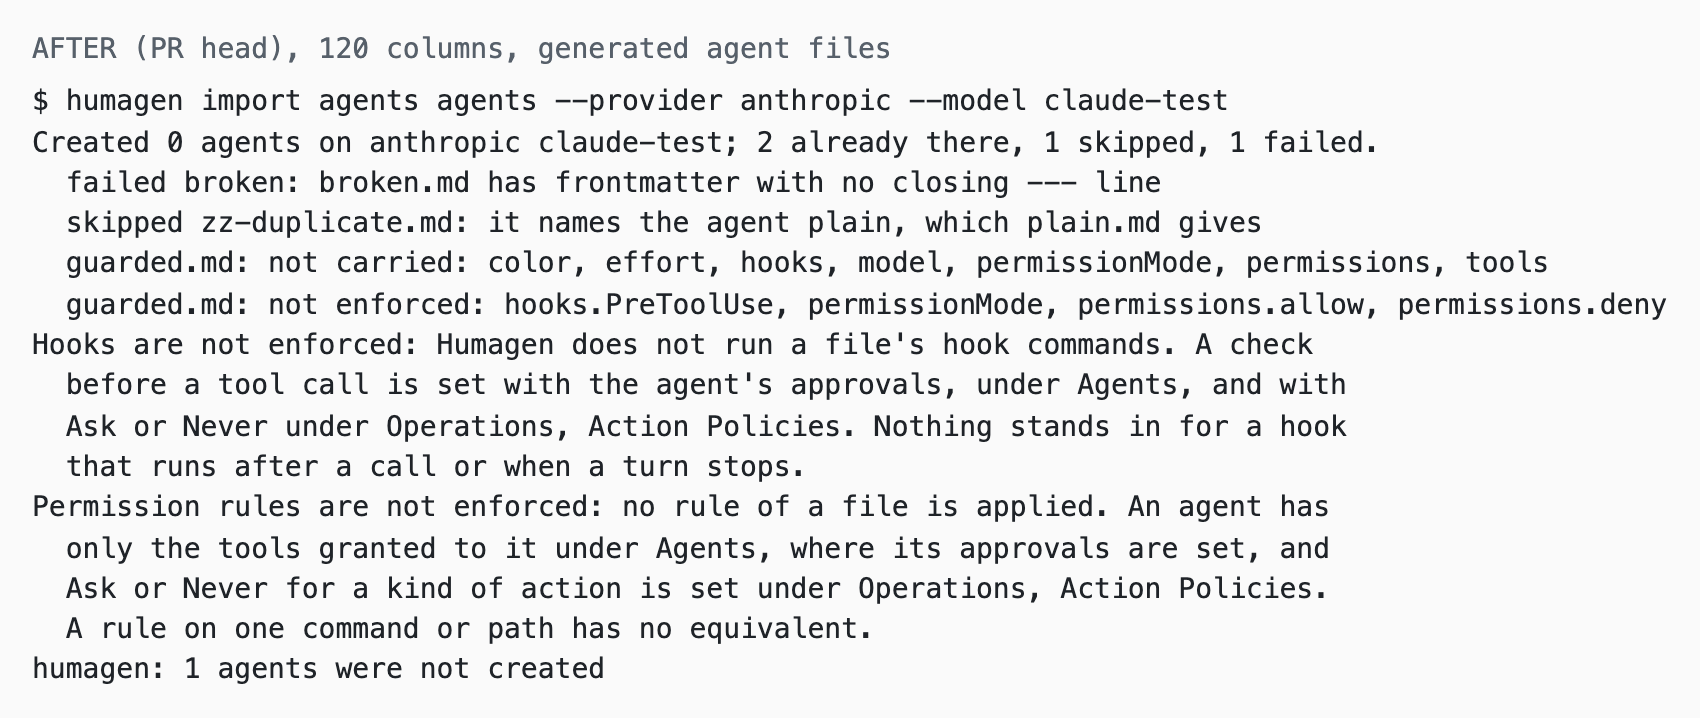 AFTER (PR head), 120 columns, generated agent files
$ humagen import agents agents --provider anthropic --model claude-test
Created 0 agents on anthropic claude-test; 2 already there, 1 skipped, 1 failed.
  failed broken: broken.md has frontmatter with no closing --- line
  skipped zz-duplicate.md: it names the agent plain, which plain.md gives
  guarded.md: not carried: color, effort, hooks, model, permissionMode, permissions, tools
  guarded.md: not enforced: hooks.PreToolUse, permissionMode, permissions.allow, permissions.deny
Hooks are not enforced: Humagen does not run a file's hook commands. A check
  before a tool call is set with the agent's approvals, under Agents, and with
  Ask or Never under Operations, Action Policies. Nothing stands in for a hook
  that runs after a call or when a turn stops.
Permission rules are not enforced: no rule of a file is applied. An agent has
  only the tools granted to it under Agents, where its approvals are set, and
  Ask or Never for a kind of action is set under Operations, Action Policies.
  A rule on one command or path has no equivalent.
humagen: 1 agents were not created